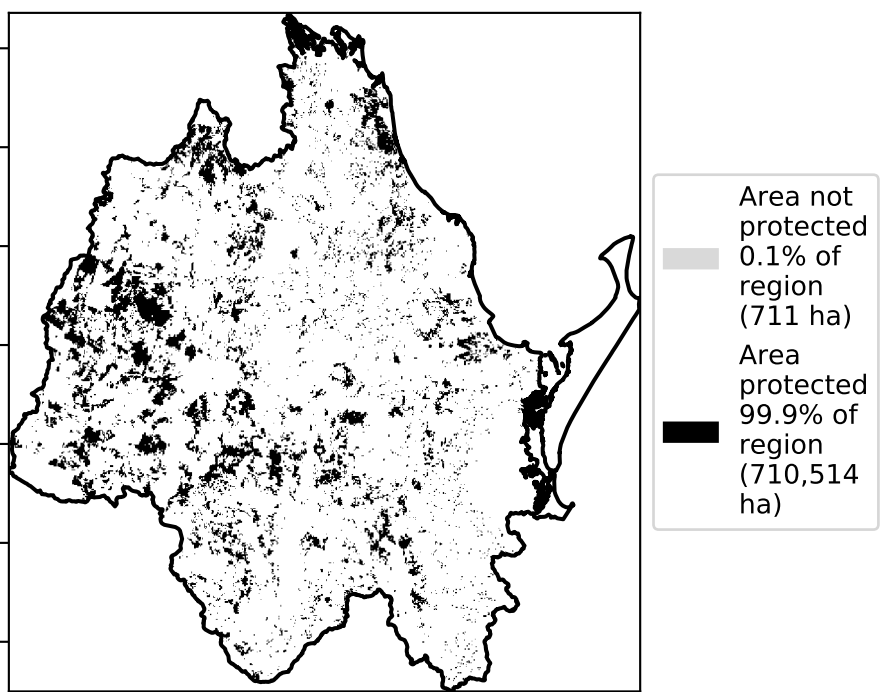 Area not
protected
0.1% of
region
(711 ha)
Area
protected
99.9% of
region
(710,514
ha)